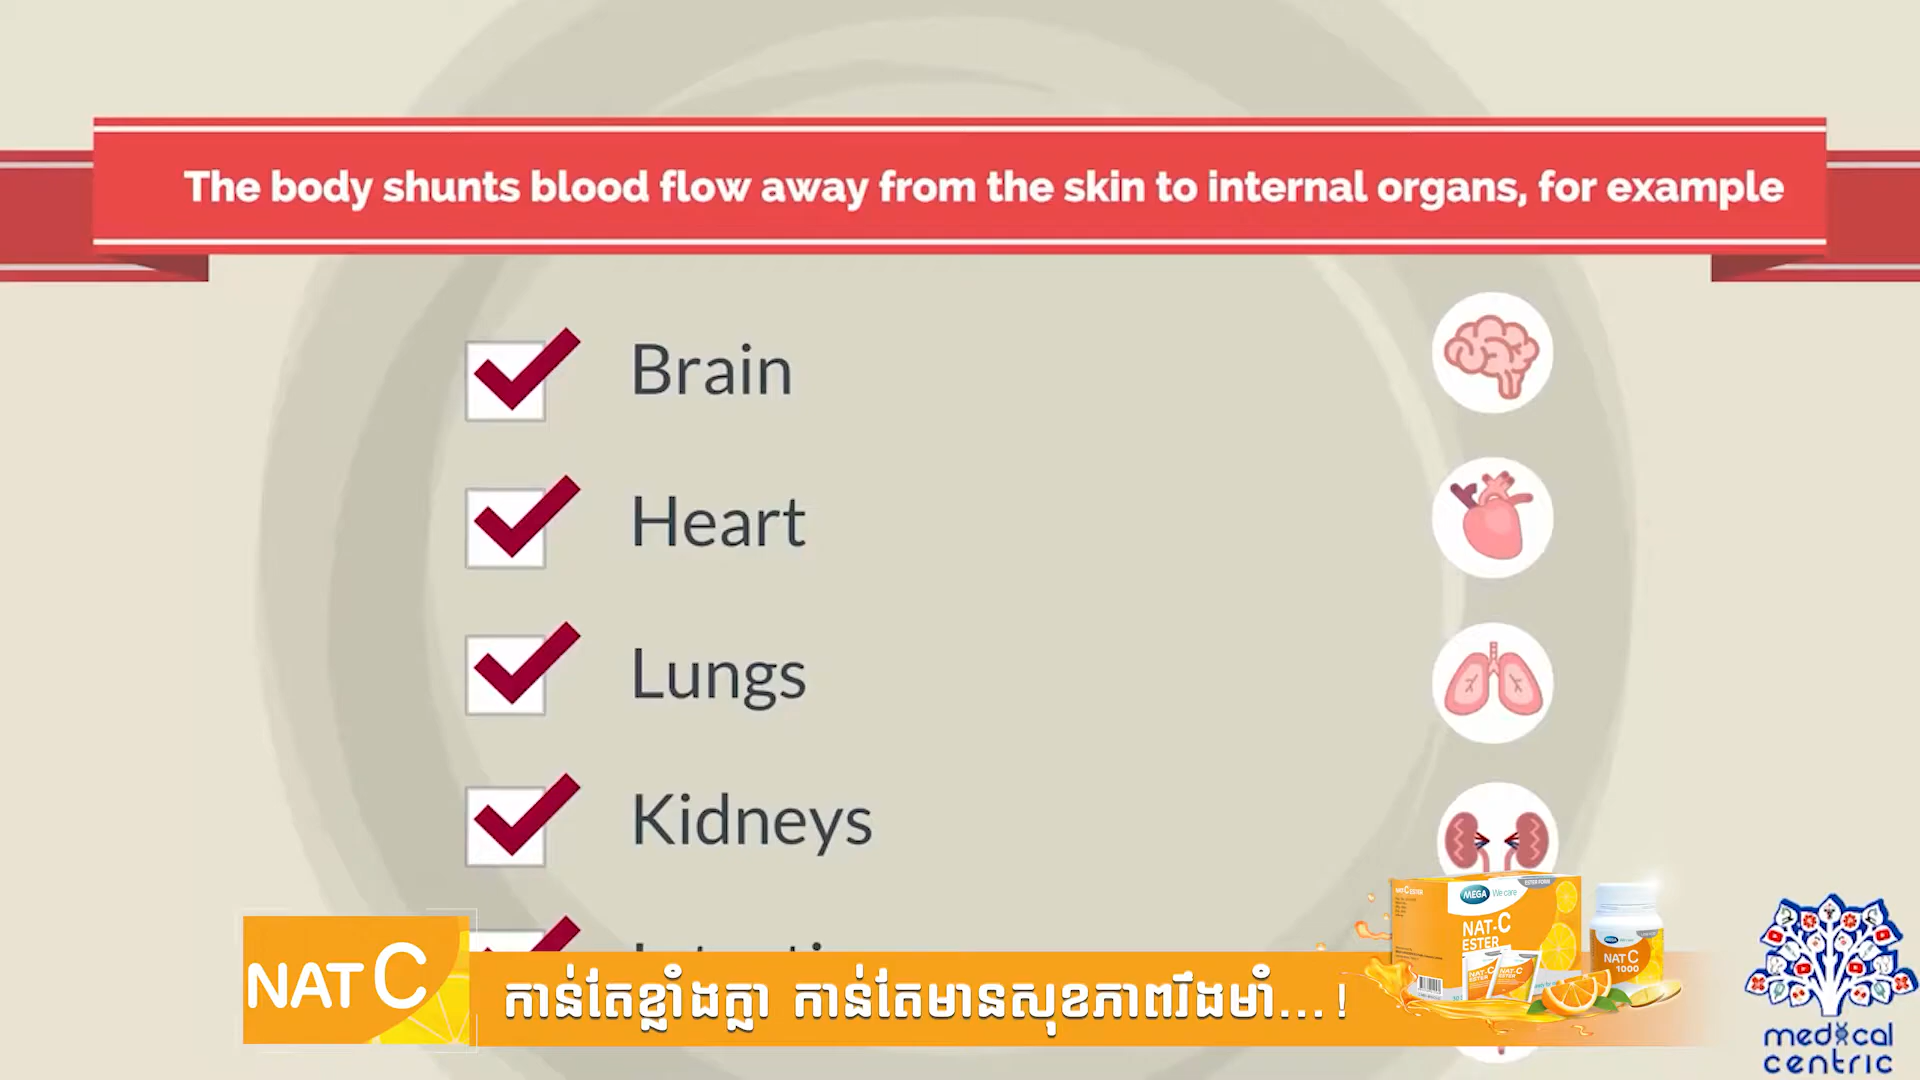 The body shunts blood flow away from the skin to internal organs, for example
Brain
Heart
Lungs
Kidneys
NAT C
កាន់តែខ្លាំងក្លា កាន់តែមានសុខភាពរឹងមាំ...!
MEGA We care
NAT-C
ESTER
NAT C
1000
medical
centric